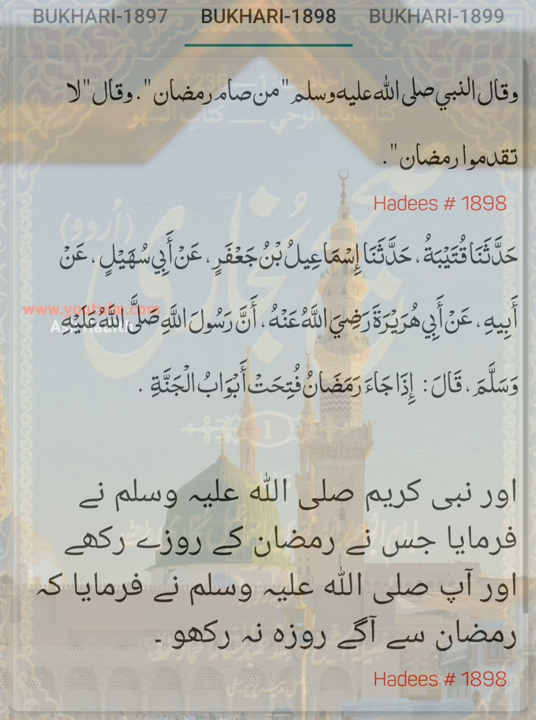 BUKHARI-1897 BUKHARI-1898 BUKHARI-1899
وقال النبي صلى الله عليه وسلم "من صام رمضان". وقال "لا
تقدموا رمضان".
Hadees # 1898
حَدَّثَنَا قُتَيْبَةُ ، حَدَّثَنَا إِسْمَاعِيلُ بْنُ جَعْفَرٍ ، عَنْ أَبِي سُهَيْلٍ ، عَنْ
أَبِيهِ ، عَنْ أَبِي هُرَيْرَةَ رَضِيَ اللَّهُ عَنْهُ ، أَنَّ رَسُولَ اللَّهِ صَلَّى اللَّهُ عَلَيْهِ
وَسَلَّمَ ، قَالَ : إِذَا جَاءَ رَمَضَانُ فُتِحَتْ أَبْوَابُ الْجَنَّةِ .
اور نبی کریم صلی اللہ علیہ وسلم نے
فرمایا جس نے رمضان کے روزے رکھے
اور آپ صلی اللہ علیہ وسلم نے فرمایا کہ
رمضان سے آگے روزہ نہ رکھو ۔
Hadees # 1898